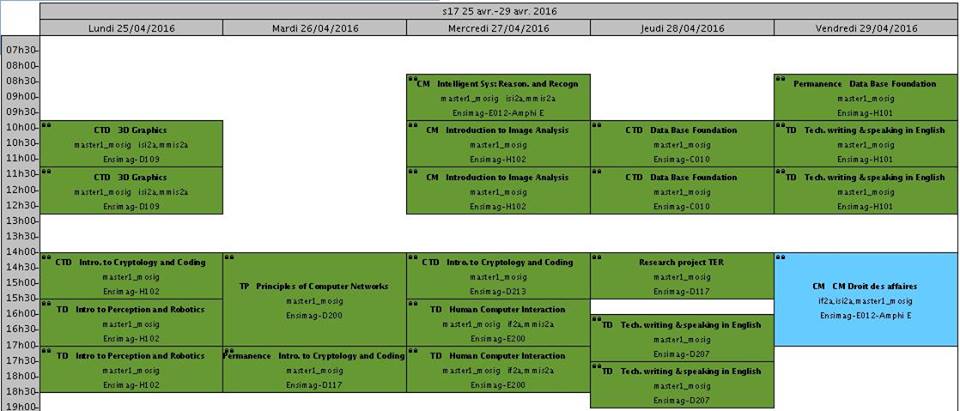 s17 25 avr.-29 avr. 2016
Lundi 25/04/2016
Mardi 26/04/2016
Mercredi 27/04/2016
Jeudi 28/04/2016
Vendredi 29/04/2016
07h30
08h00
08h30
09h00
09h30
10h00
10h30
11h00
11h30
12h00
12h30
13h00
13h30
14h00
14h30
15h00
15h30
16h00
16h30
17h00
17h30
18h00
18h30
19h00
CTD 3D Graphics
master1_mosig isi2a,mmis2a
Ensimag-D109
CTD 3D Graphics
master1_mosig isi2a,mmis2a
Ensimag-D109
CTD Intro. to Cryptology and Coding
master1_mosig
Ensimag-H102
TD Intro to Perception and Robotics
master1_mosig
Ensimag-H102
TD Intro to Perception and Robotics
master1_mosig
Ensimag-H102
TP Principles of Computer Networks
master1_mosig
Ensimag-D200
Permanence Intro. to Cryptology and Coding
master1_mosig
Ensimag-D117
CM Intelligent Sys: Reason. and Recogn
master1_mosig isi2a,mmis2a
Ensimag-E012-Amphi E
CM Introduction to Image Analysis
master1_mosig
Ensimag-H102
CM Introduction to Image Analysis
master1_mosig
Ensimag-H102
CTD Intro. to Cryptology and Coding
master1_mosig
Ensimag-D213
TD Human Computer Interaction
master1_mosig if2a,mmis2a
Ensimag-E200
TD Human Computer Interaction
master1_mosig if2a,mmis2a
Ensimag-E200
CTD Data Base Foundation
master1_mosig
Ensimag-C010
CTD Data Base Foundation
master1_mosig
Ensimag-C010
Research project TER
master1_mosig
Ensimag-D117
TD Tech. writing & speaking in English
master1_mosig
Ensimag-D207
TD Tech. writing & speaking in English
master1_mosig
Ensimag-D207
Permanence Data Base Foundation
master1_mosig
Ensimag-H101
TD Tech. writing & speaking in English
master1_mosig
Ensimag-H101
TD Tech. writing & speaking in English
master1_mosig
Ensimag-H101
CM CM Droit des affaires
if2a,isi2a,master1_mosig
Ensimag-E012-Amphi E